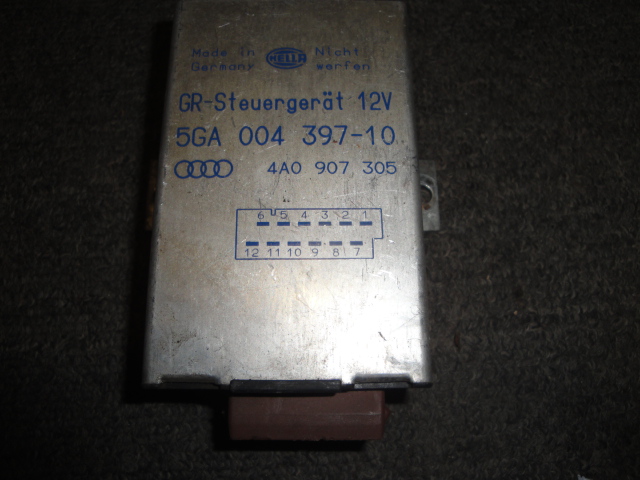 Made in HELLA Nicht
Germany werfen
GR-Steuergerät 12V
5GA 004 397-10
4A0 907 305
6 U 5 4 3 2 1
12 11 10 9 8 7